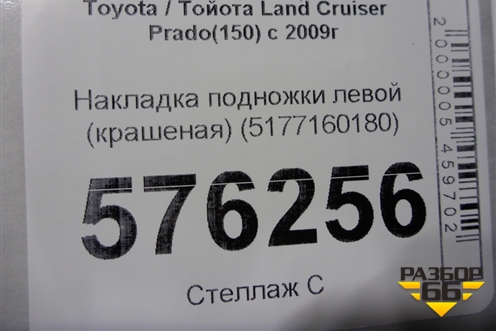 Toyota / Тойота Land Cruiser
Prado(150) с 2009г
Накладка подножки левой
(крашеная) (5177160180)
576256
Стеллаж С
2000005459702
РАЗБОР
66